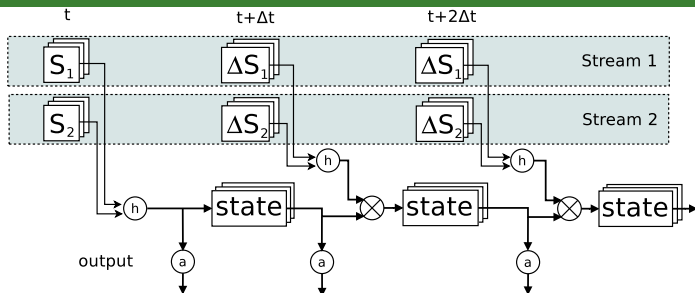 t t+Δt t+2Δt
S1 ΔS1 ΔS1 Stream 1
S2 ΔS2 ΔS2 Stream 2
h h
h state state state
output a a a